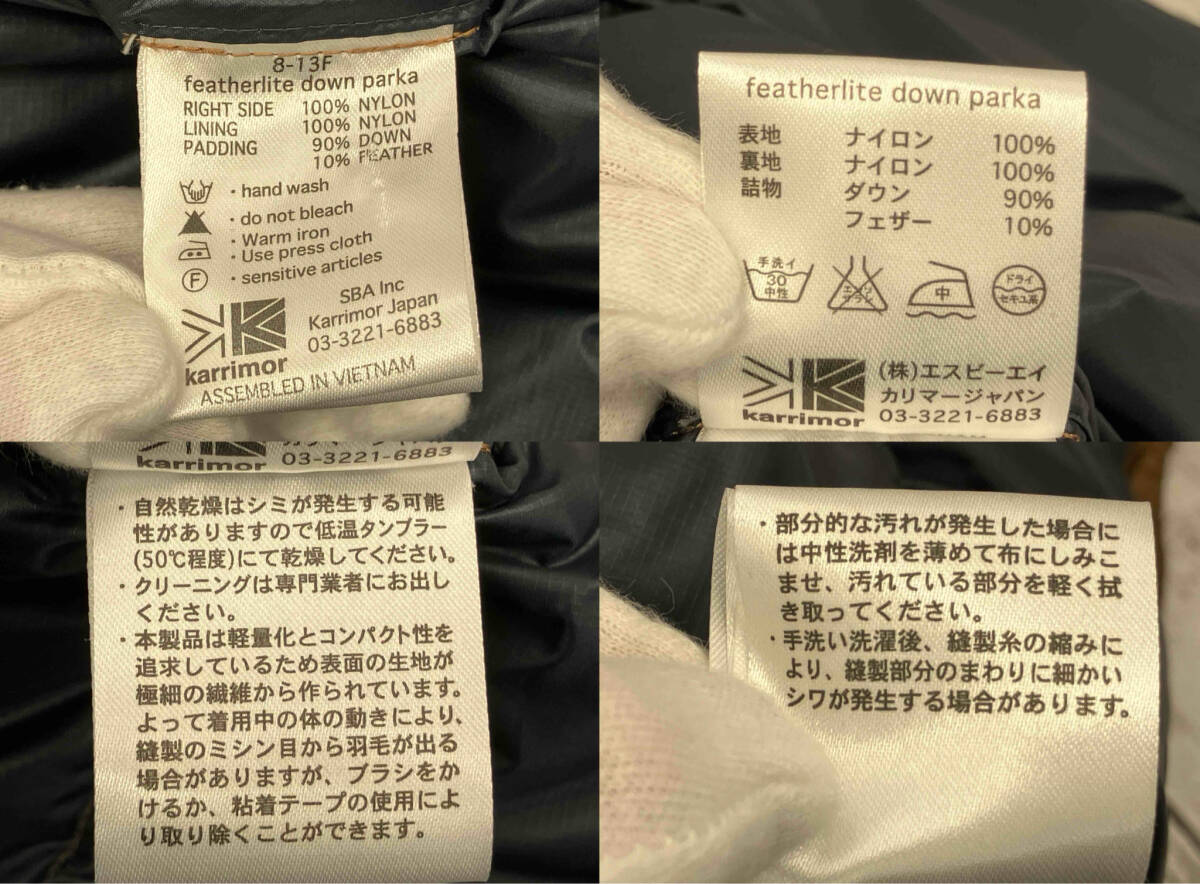 8-13F
featherlite down parka
RIGHT SIDE 100% NYLON
LINING 100% NYLON
PADDING 90% DOWN
10% FEATHER
・hand wash
・do not bleach
・Warm iron
・Use press cloth
F ・sensitive articles
SBA Inc
Karrimor Japan
03-3221-6883
karrimor
ASSEMBLED IN VIETNAM
featherlite down parka
表地 ナイロン 100%
裏地 ナイロン 100%
詰物 ダウン 90%
フェザー 10%
手洗イ
30
中性
エンソ
サラシ
中
ドライ
セキユ系
(株)エスビーエイ
カリマージャパン
karrimor 03-3221-6883
カリマージャパン
karrimor 03-3221-6883
・自然乾燥はシミが発生する可能
性がありますので低温タンブラー
(50℃程度)にて乾燥してください。
・クリーニングは専門業者にお出し
ください。
・本製品は軽量化とコンパクト性を
追求しているため表面の生地が
極細の繊維から作られています。
よって着用中の体の動きにより、
縫製のミシン目から羽毛が出る
場合がありますが、ブラシをか
けるか、粘着テープの使用によ
り取り除くことができます。
・部分的な汚れが発生した場合に
は中性洗剤を薄めて布にしみこ
ませ、汚れている部分を軽く拭
き取ってください。
・手洗い洗濯後、縫製糸の縮みに
より、縫製部分のまわりに細かい
シワが発生する場合があります。